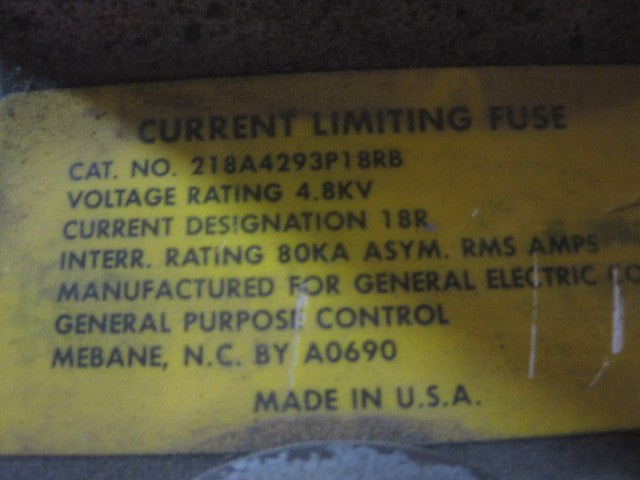 CURRENT LIMITING FUSE
CAT. NO. 218A4293P18RB
VOLTAGE RATING 4.8KV
CURRENT DESIGNATION 18R
INTERR. RATING 80KA ASYM. RMS AMPS
MANUFACTURED FOR GENERAL ELECTRIC CO
GENERAL PURPOSE CONTROL
MEBANE, N.C. BY A0690
MADE IN U.S.A.